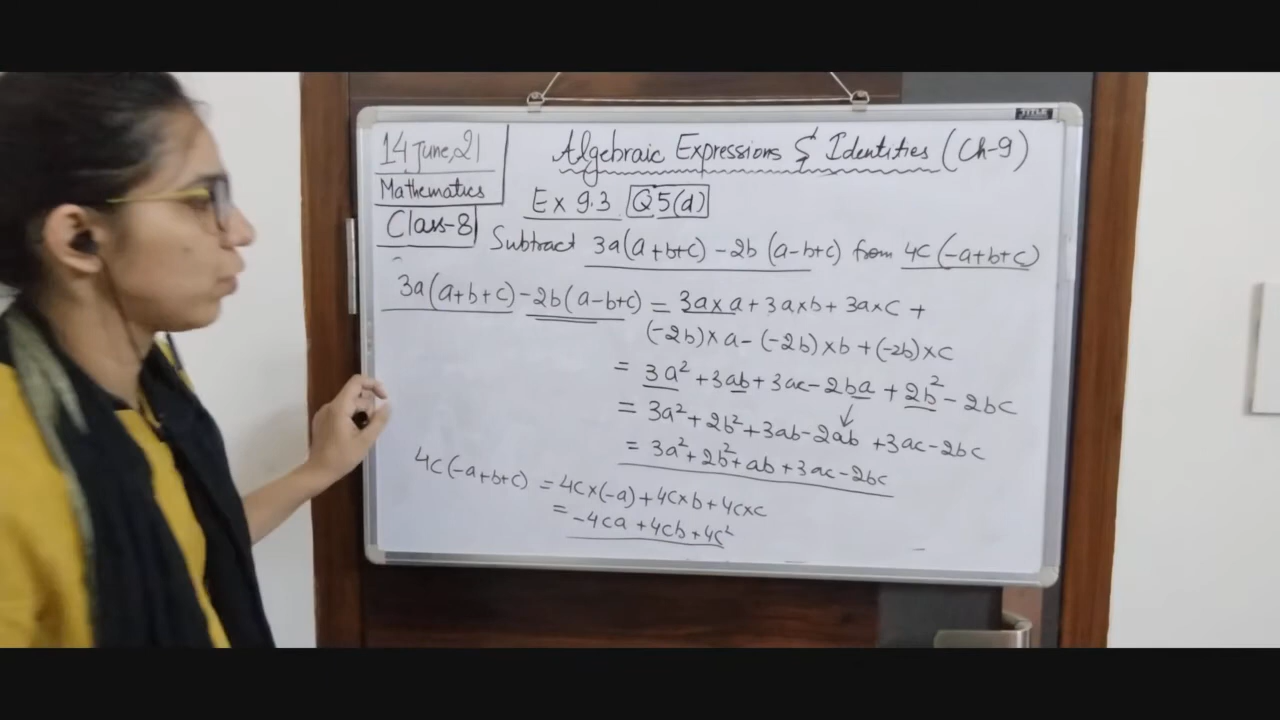 TITLE
14 June, 21
Mathematics
Class-8
Algebraic Expressions & Identities (Ch-9)
Ex 9.3 Q5(d)
Subtract 3a(a+b+c) - 2b (a-b+c) from 4c (-a+b+c)
3a(a+b+c) - 2b(a-b+c) = 3a×a + 3a×b + 3a×c +
(-2b)×a - (-2b)×b + (-2b)×c
= 3a² + 3ab + 3ac - 2ba + 2b² - 2bc
= 3a² + 2b² + 3ab - 2ab + 3ac - 2bc
= 3a² + 2b² + ab + 3ac - 2bc
4c(-a+b+c) = 4c×(-a) + 4c×b + 4c×c
= -4ca + 4cb + 4c²